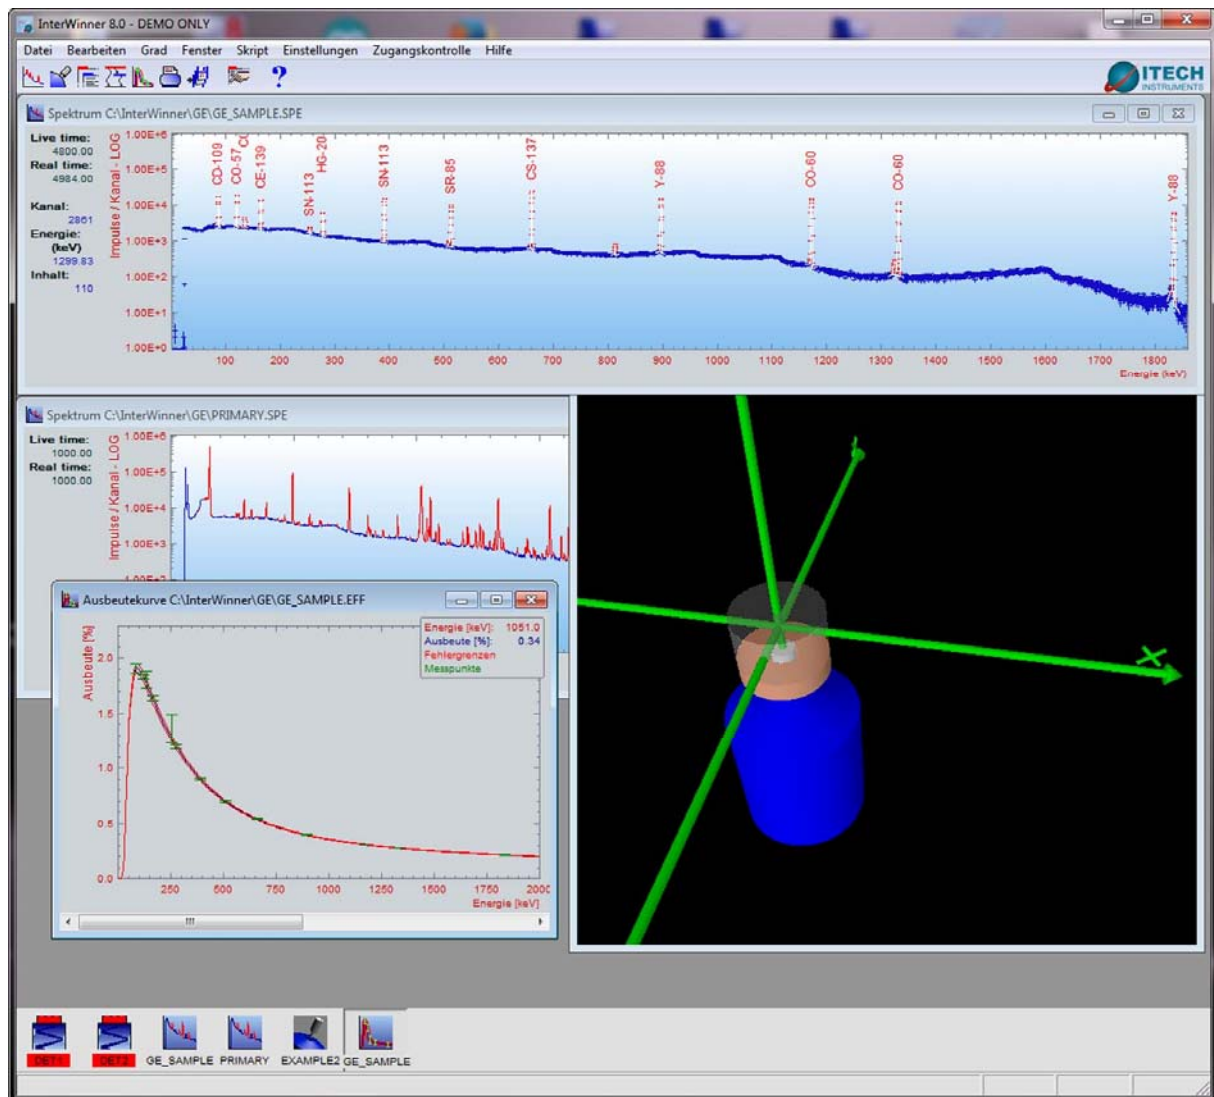 InterWinner 8.0 - DEMO ONLY
Datei Bearbeiten Grad Fenster Skript Einstellungen Zugangskontrolle Hilfe
?
ITECH
INSTRUMENTS
Spektrum C:\InterWinner\GE\GE_SAMPLE.SPE
Live time:
4800.00
Real time:
4984.00
Kanal:
2861
Energie:
(keV)
1299.83
Inhalt:
110
Impulse / Kanal - LOG
1.00E+6
1.00E+5
1.00E+4
1.00E+3
1.00E+2
1.00E+1
1.00E+0
CD-109
CO-57
CE-139
SN-113
HG-20
SN-113
SR-85
CS-137
Y-88
CO-60
CO-60
Y-88
100 200 300 400 500 600 700 800 900 1000 1100 1200 1300 1400 1500 1600 1700 1800
Energie (keV)
Spektrum C:\InterWinner\GE\PRIMARY.SPE
Live time:
1000.00
Real time:
1000.00
Impulse / Kanal - LOG
1.00E+6
1.00E+5
1.00E+4
1.00E+3
1.00E+2
X
Ausbeutekurve C:\InterWinner\GE\GE_SAMPLE.EFF
Energie [keV]: 1051.0
Ausbeute [%]: 0.34
Fehlergrenzen
Messpunkte
Ausbeute [%]
2.0
1.5
1.0
0.5
0.0
250 500 750 1000 1250 1500 1750 2000
Energie [keV]
DET1 DET2 GE_SAMPLE PRIMARY EXAMPLE2 GE_SAMPLE